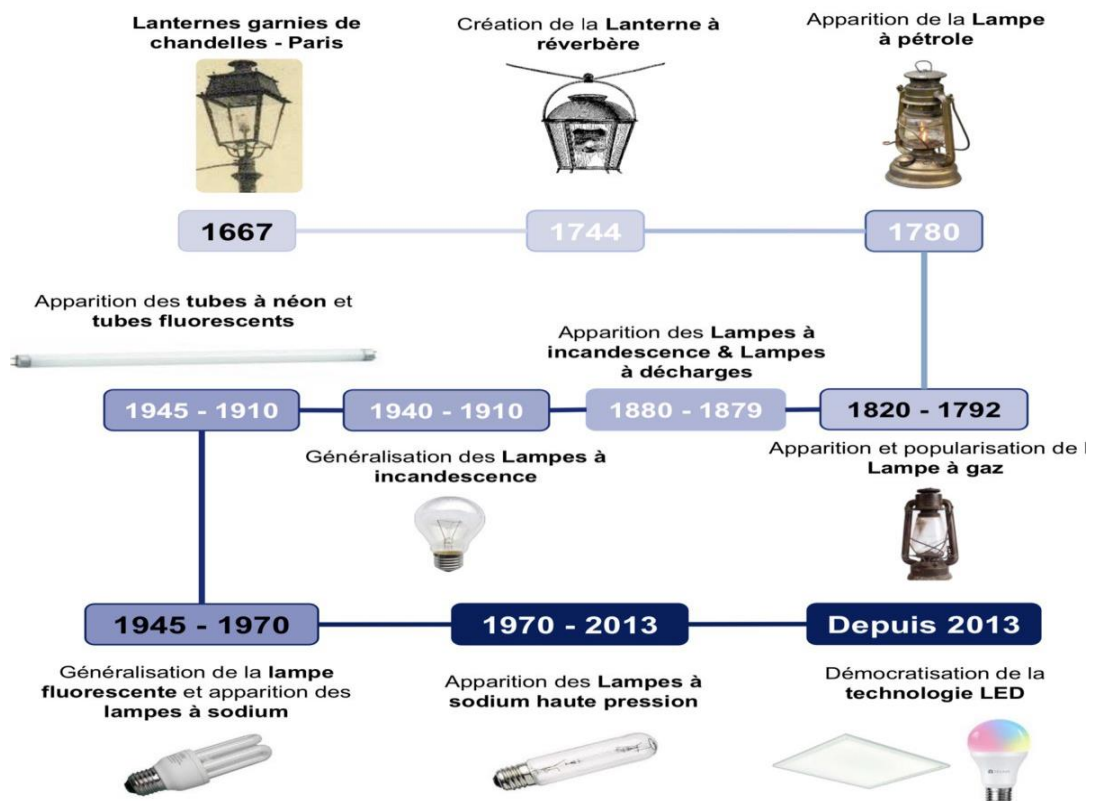 Lanternes garnies de
chandelles - Paris
Création de la Lanterne à
réverbère
Apparition de la Lampe
à pétrole
1667
1744
1780
Apparition des tubes à néon et
tubes fluorescents
Apparition des Lampes à
incandescence & Lampes
à décharges
1945 - 1910
1940 - 1910
1880 - 1879
1820 - 1792
Généralisation des Lampes à
incandescence
Apparition et popularisation de
Lampe à gaz
1945 - 1970
1970 - 2013
Depuis 2013
Généralisation de la lampe
fluorescente et apparition des
lampes à sodium
Apparition des Lampes à
sodium haute pression
Démocratisation de la
technologie LED